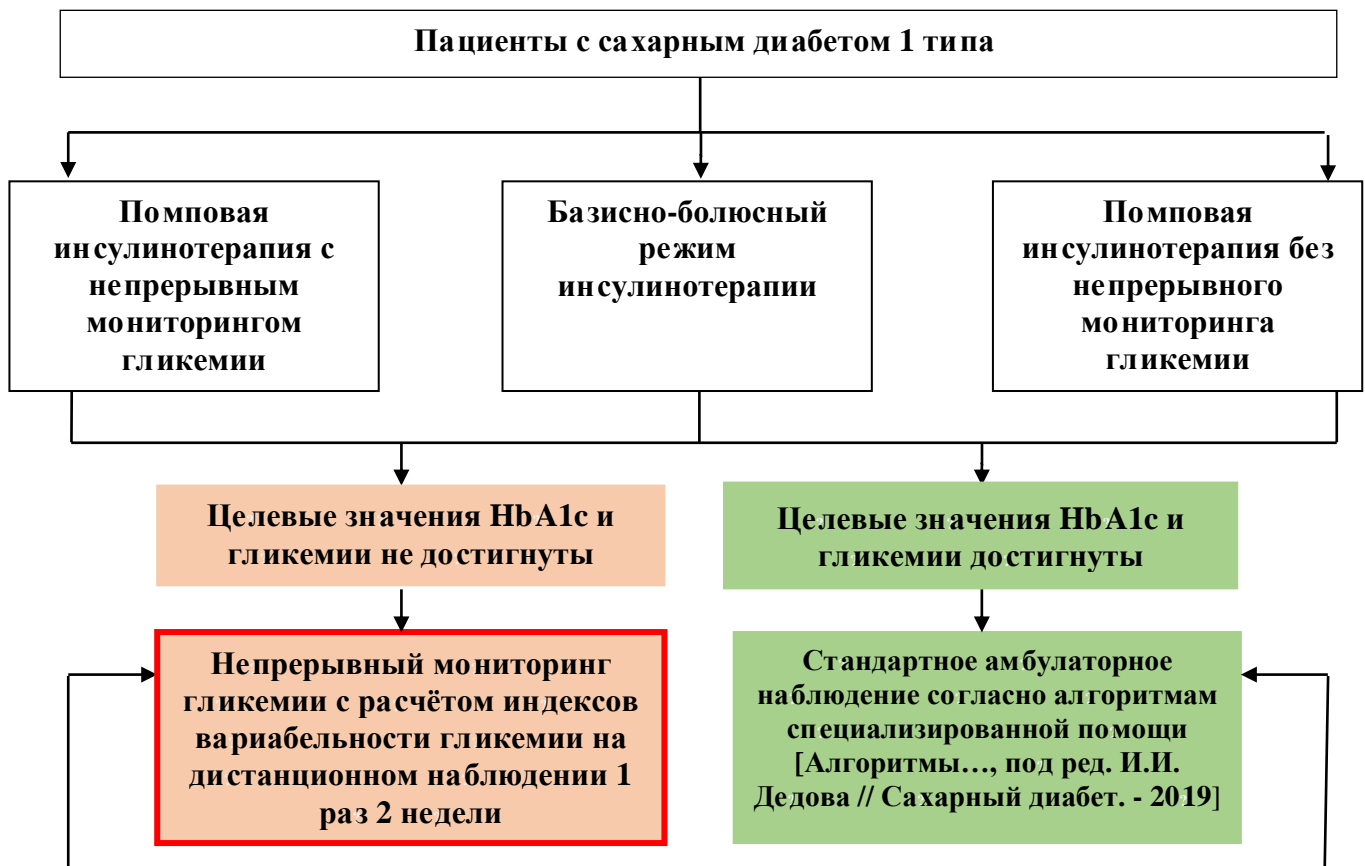 Пациенты с сахарным диабетом 1 типа
Помповая
инсулинотерапия с
непрерывным
мониторингом
гликемии
Базисно-болюсный
режим
инсулинотерапии
Помповая
инсулинотерапия без
непрерывного
мониторинга
гликемии
Целевые значения HbA1c и
гликемии не достигнуты
Целевые значения HbA1c и
гликемии достигнуты
Непрерывный мониторинг
гликемии с расчётом индексов
вариабельности гликемии на
дистанционном наблюдении 1
раз 2 недели
Стандартное амбулаторное
наблюдение согласно алгоритмам
специализированной помощи
[Алгоритмы…, под ред. И.И.
Дедова // Сахарный диабет. - 2019]